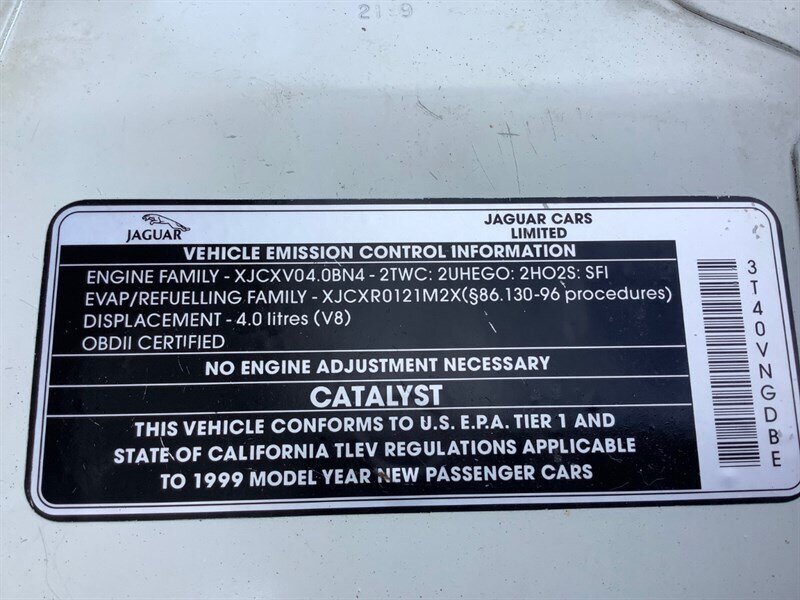 JAGUAR
JAGUAR CARS
LIMITED
VEHICLE EMISSION CONTROL INFORMATION
ENGINE FAMILY - XJCXV04.0BN4 - 2TWC: 2UHEGO: 2HO2S: SFI
EVAP/REFUELLING FAMILY - XJCXR0121M2X(§86.130-96 procedures)
DISPLACEMENT - 4.0 litres (V8)
OBDII CERTIFIED
NO ENGINE ADJUSTMENT NECESSARY
CATALYST
THIS VEHICLE CONFORMS TO U.S. E.P.A. TIER 1 AND
STATE OF CALIFORNIA TLEV REGULATIONS APPLICABLE
TO 1999 MODEL YEAR NEW PASSENGER CARS
3T40VNGDBE